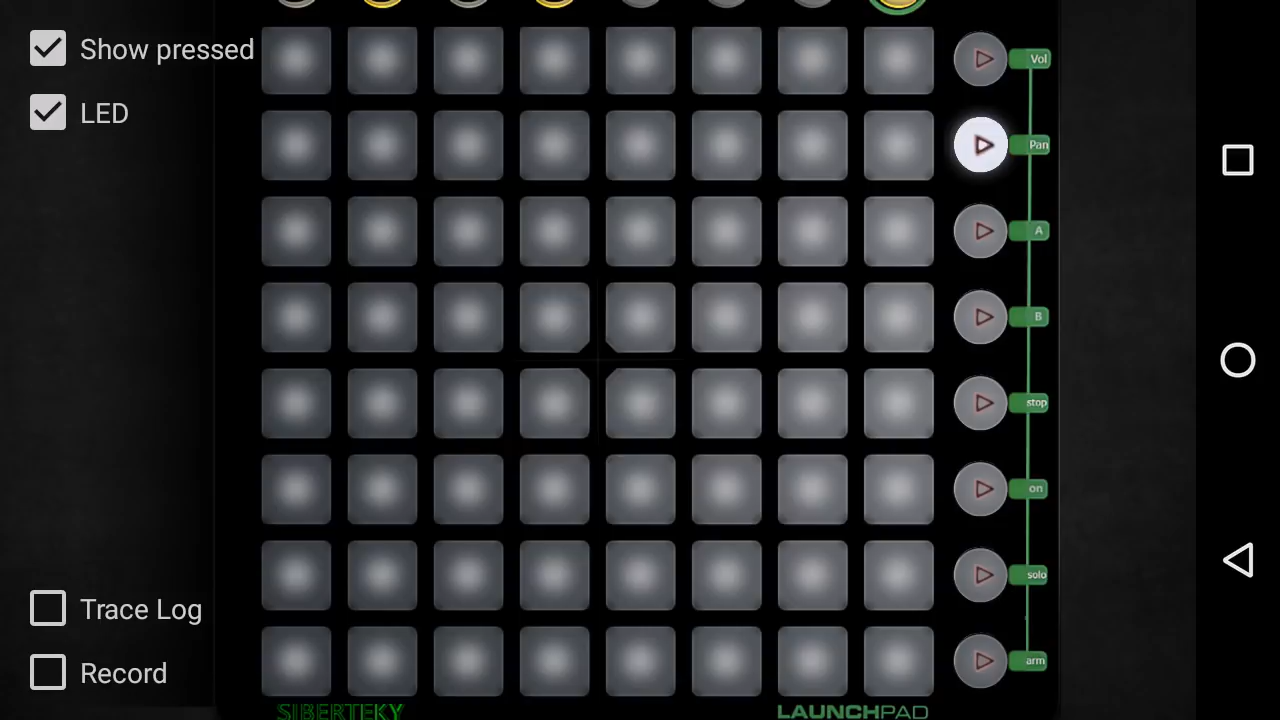 Show pressed
LED
Vol
Pan
A
B
stop
on
solo
arm
Trace Log
Record
SIBERTEKY
LAUNCHPAD